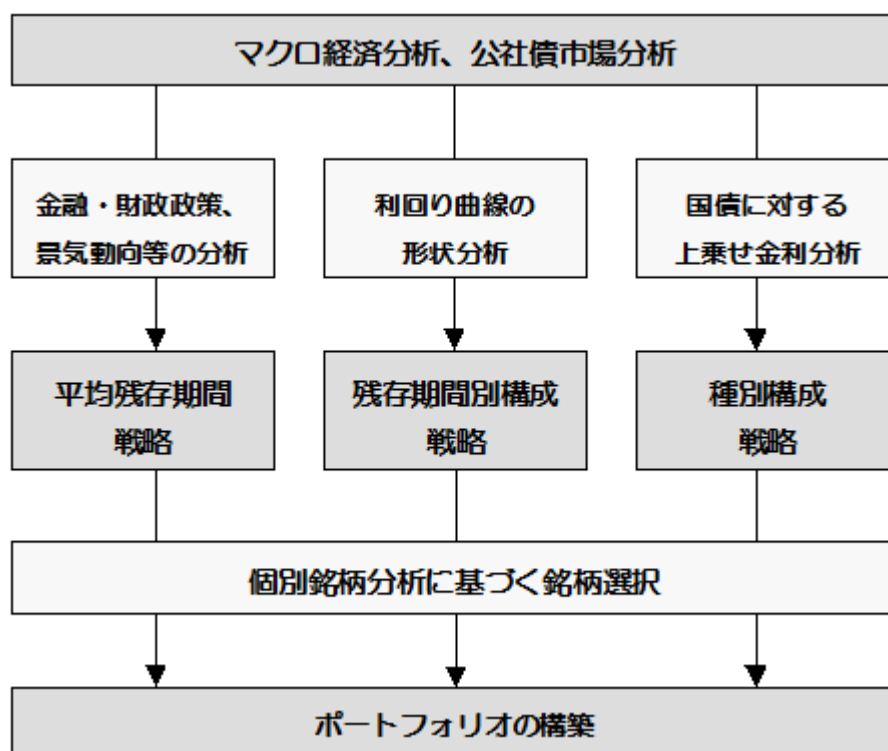 マクロ経済分析、公社債市場分析
金融・財政政策、
景気動向等の分析
利回り曲線の
形状分析
国債に対する
上乗せ金利分析
平均残存期間
戦略
残存期間別構成
戦略
種別構成
戦略
個別銘柄分析に基づく銘柄選択
ポートフォリオの構築